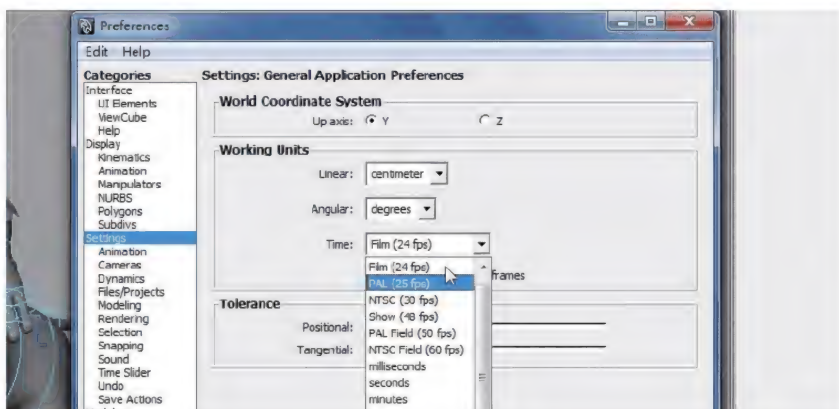 Preferences
Edit Help
Categories
Interface
UI Elements
ViewCube
Help
Display
Kinematics
Animation
Manipulators
NURBS
Polygons
Subdivs
Settings
Animation
Cameras
Dynamics
Files/Projects
Modeling
Rendering
Selection
Snapping
Sound
Time Slider
Undo
Save Actions
Settings: General Application Preferences
World Coordinate System
Up axis: Y Z
Working Units
Linear: centimeter
Angular: degrees
Time: Film (24 fps)
Film (24 fps)
frames
PAL (25 fps)
NTSC (30 fps)
Show (48 fps)
PAL Field (50 fps)
NTSC Field (60 fps)
milliseconds
seconds
minutes
Tolerance
Positional:
Tangential: